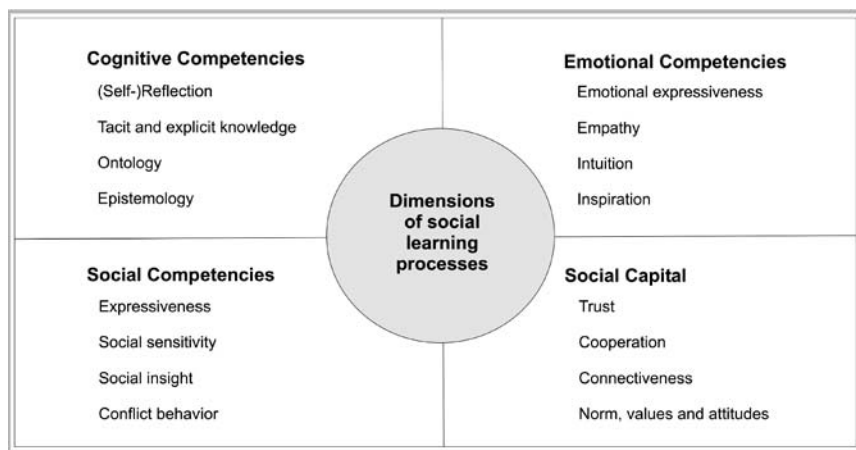 Cognitive Competencies
(Self-)Reflection
Tacit and explicit knowledge
Ontology
Epistemology
Emotional Competencies
Emotional expressiveness
Empathy
Intuition
Inspiration
Dimensions
of social
learning
processes
Social Competencies
Expressiveness
Social sensitivity
Social insight
Conflict behavior
Social Capital
Trust
Cooperation
Connectiveness
Norm, values and attitudes